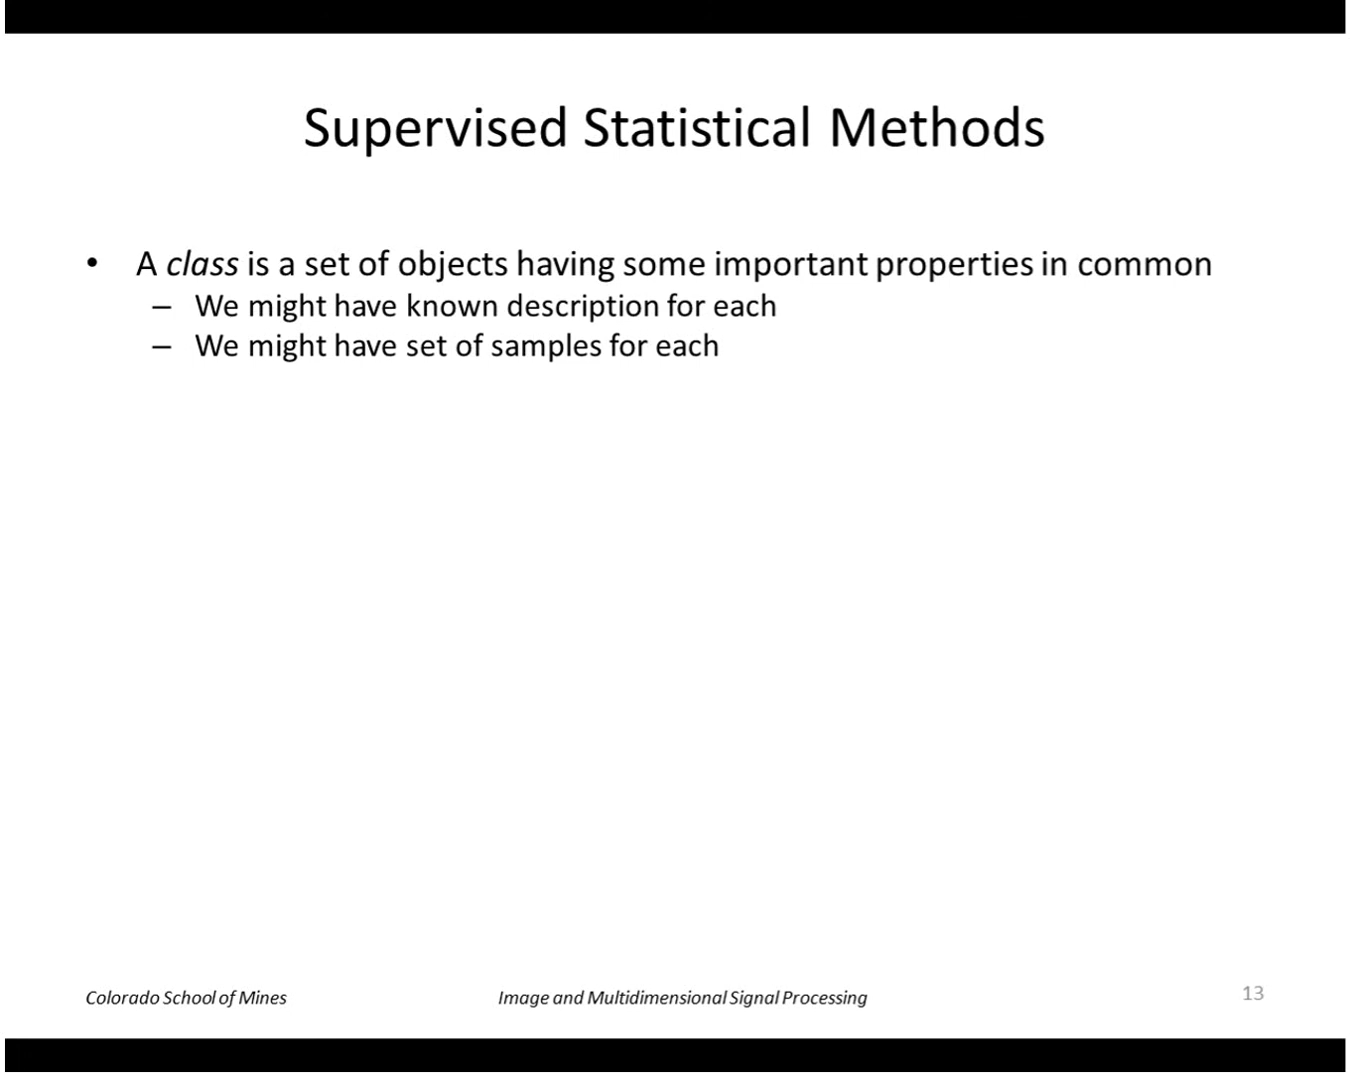 Supervised Statistical Methods
• A class is a set of objects having some important properties in common
– We might have known description for each
– We might have set of samples for each
Colorado School of Mines
Image and Multidimensional Signal Processing
13